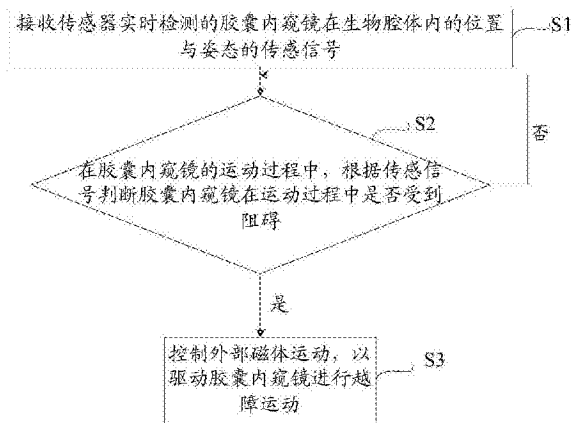 接收传感器实时检测的胶囊内窥镜在生物腔体内的位置
与姿态的传感信号
S1
S2
否
在胶囊内窥镜的运动过程中，根据传感信
号判断胶囊内窥镜在运动过程中是否受到
阻碍
是
控制外部磁体运动，以
驱动胶囊内窥镜进行越
障运动
S3